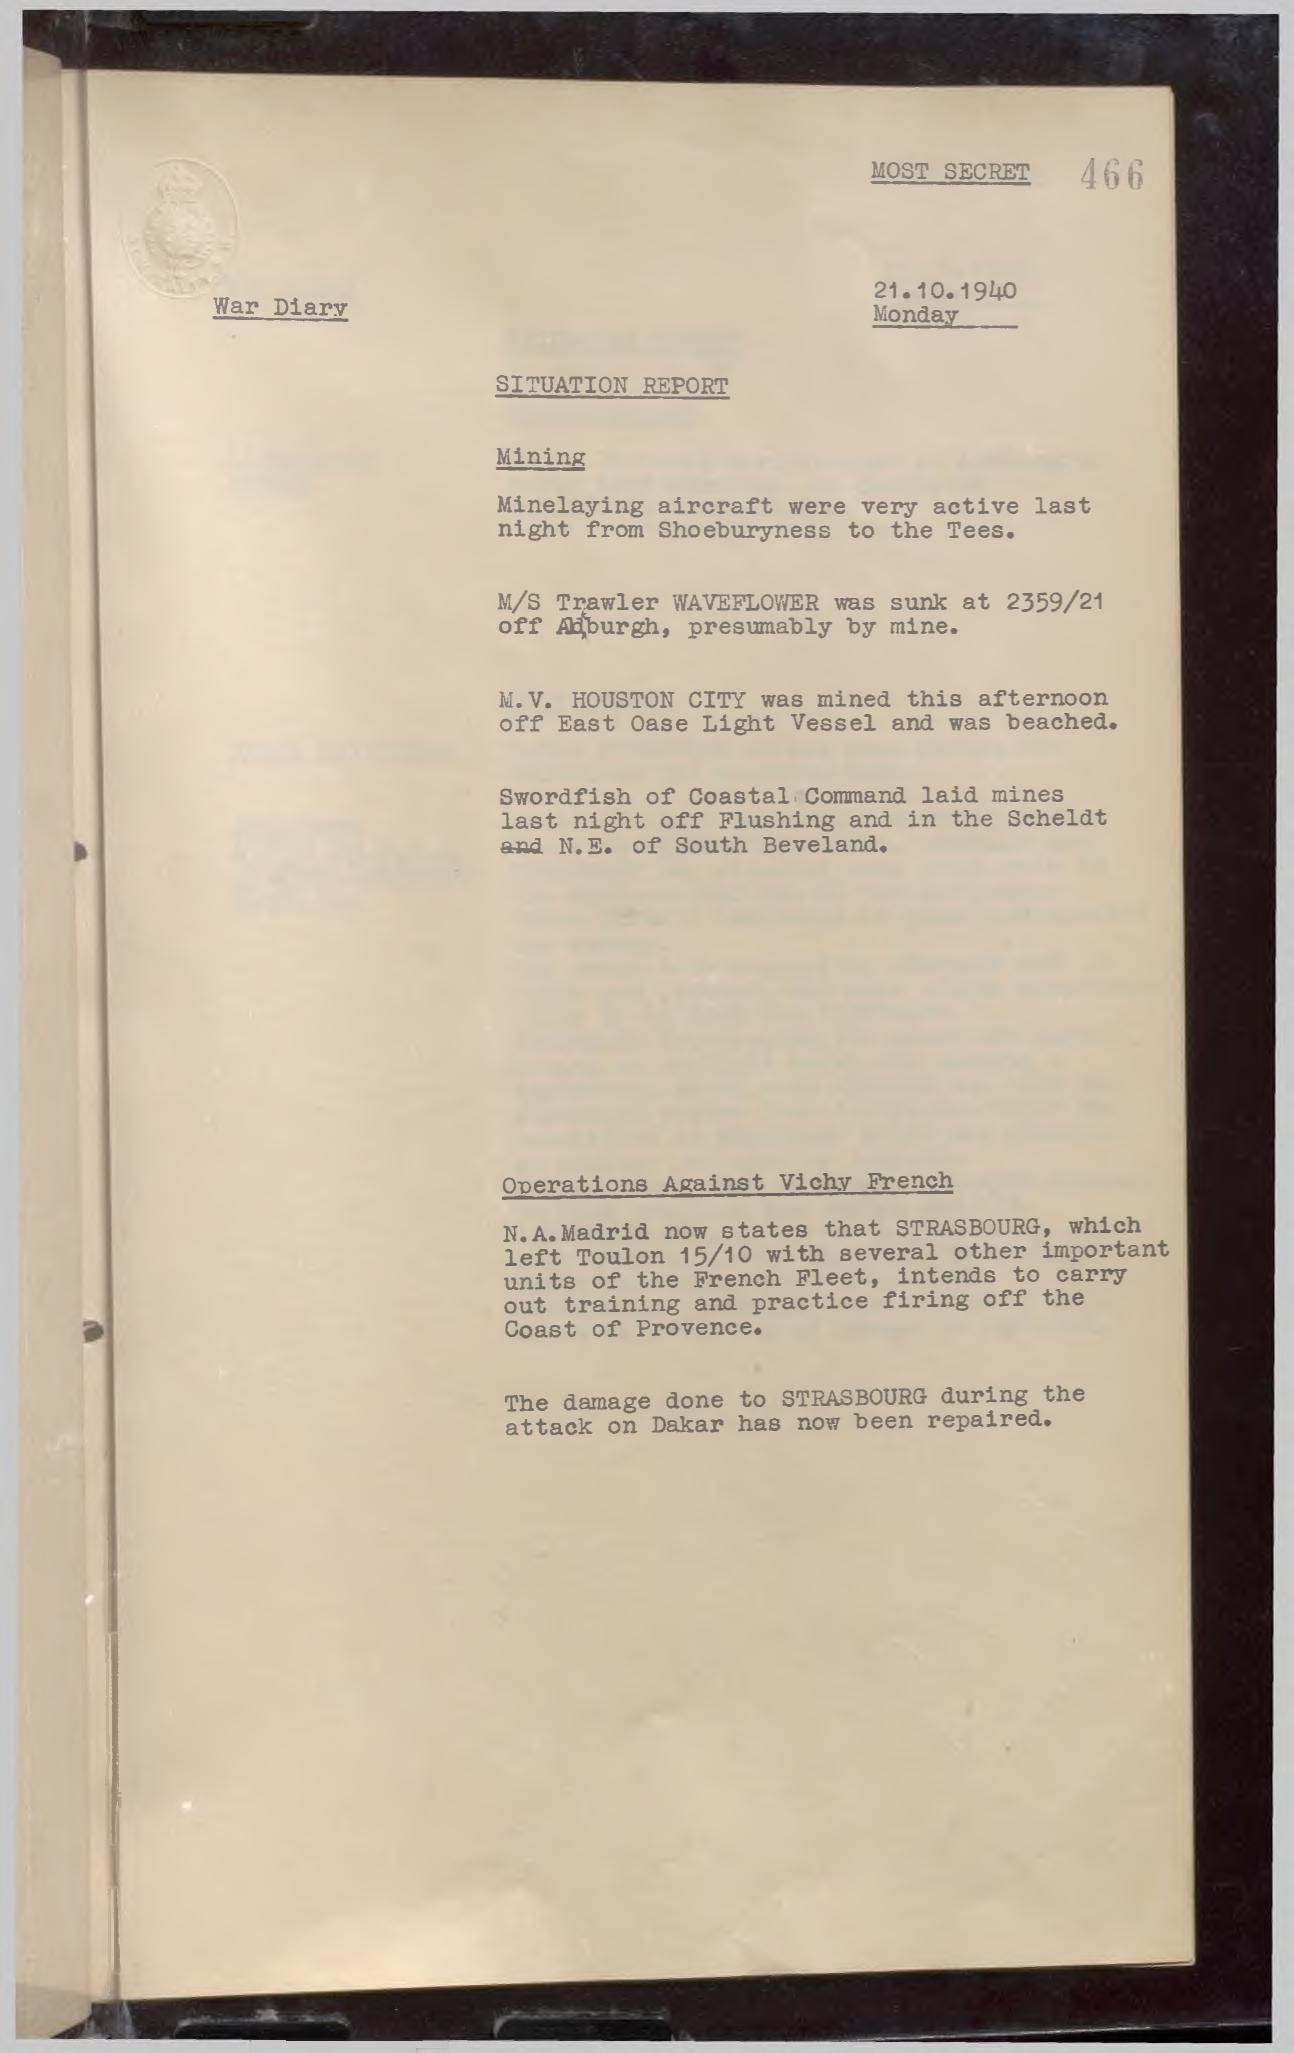 MOST SECRET 466
War Diary
21.10.1940
Monday
SITUATION REPORT
Mining
Minelaying aircraft were very active last
night from Shoeburyness to the Tees.
M/S Trawler WAVEFLOWER was sunk at 2359/21
off Aldburgh, presumably by mine.
M.V. HOUSTON CITY was mined this afternoon
off East Oase Light Vessel and was beached.
Swordfish of Coastal Command laid mines
last night off Flushing and in the Scheldt
and N.E. of South Beveland.
Operations Against Vichy French
N.A.Madrid now states that STRASBOURG, which
left Toulon 15/10 with several other important
units of the French Fleet, intends to carry
out training and practice firing off the
Coast of Provence.
The damage done to STRASBOURG during the
attack on Dakar has now been repaired.